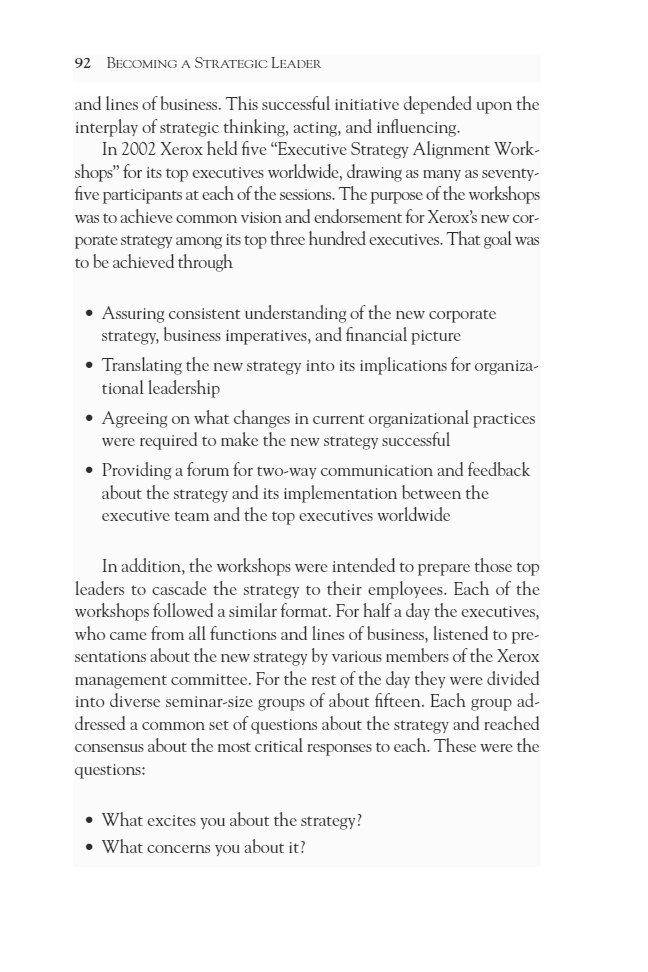 92 BECOMING A STRATEGIC LEADER
and lines of business. This successful initiative depended upon the
interplay of strategic thinking, acting, and influencing.
In 2002 Xerox held five “Executive Strategy Alignment Work-
shops” for its top executives worldwide, drawing as many as seventy-
five participants at each of the sessions. The purpose of the workshops
was to achieve common vision and endorsement for Xerox’s new cor-
porate strategy among its top three hundred executives. That goal was
to be achieved through
• Assuring consistent understanding of the new corporate
strategy, business imperatives, and financial picture
• Translating the new strategy into its implications for organiza-
tional leadership
• Agreeing on what changes in current organizational practices
were required to make the new strategy successful
• Providing a forum for two-way communication and feedback
about the strategy and its implementation between the
executive team and the top executives worldwide
In addition, the workshops were intended to prepare those top
leaders to cascade the strategy to their employees. Each of the
workshops followed a similar format. For half a day the executives,
who came from all functions and lines of business, listened to pre-
sentations about the new strategy by various members of the Xerox
management committee. For the rest of the day they were divided
into diverse seminar-size groups of about fifteen. Each group ad-
dressed a common set of questions about the strategy and reached
consensus about the most critical responses to each. These were the
questions:
• What excites you about the strategy?
• What concerns you about it?